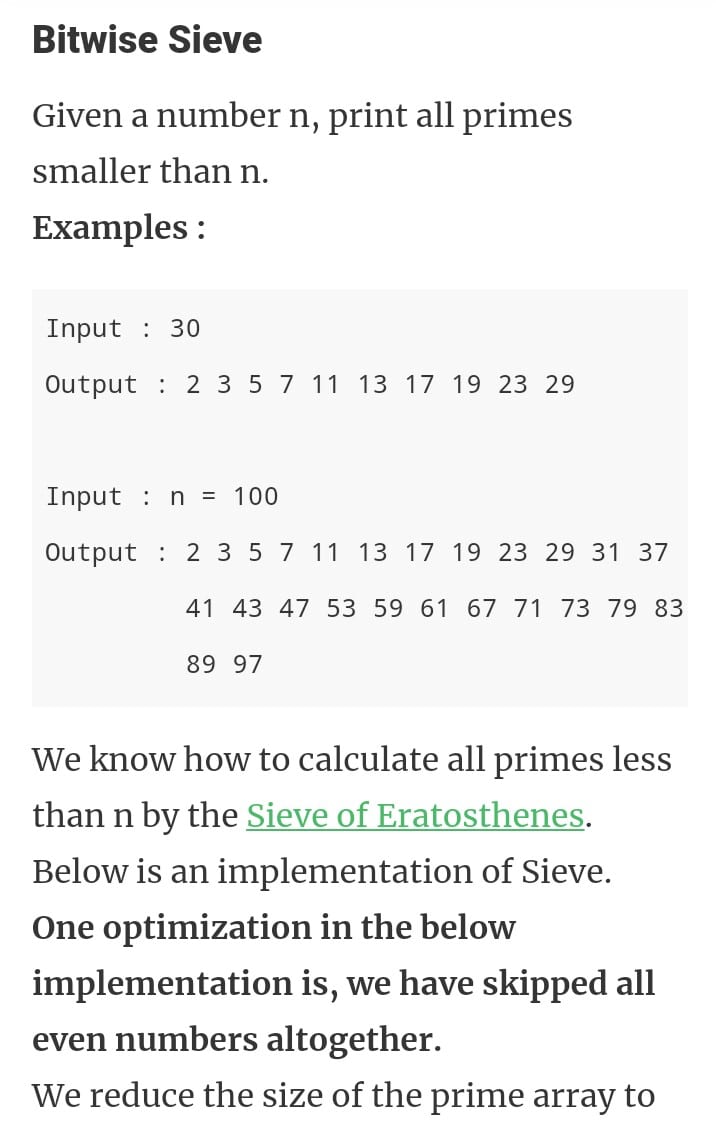 Bitwise Sieve
Given a number n, print all primes
smaller than n.
Examples :
Input : 30
Output : 2 3 5 7 11 13 17 19 23 29
Input : n = 100
Output : 2 3 5 7 11 13 17 19 23 29 31 37
41 43 47 53 59 61 67 71 73 79 83
89 97
We know how to calculate all primes less
than n by the Sieve of Eratosthenes.
Below is an implementation of Sieve.
One optimization in the below
implementation is, we have skipped all
even numbers altogether.
We reduce the size of the prime array to